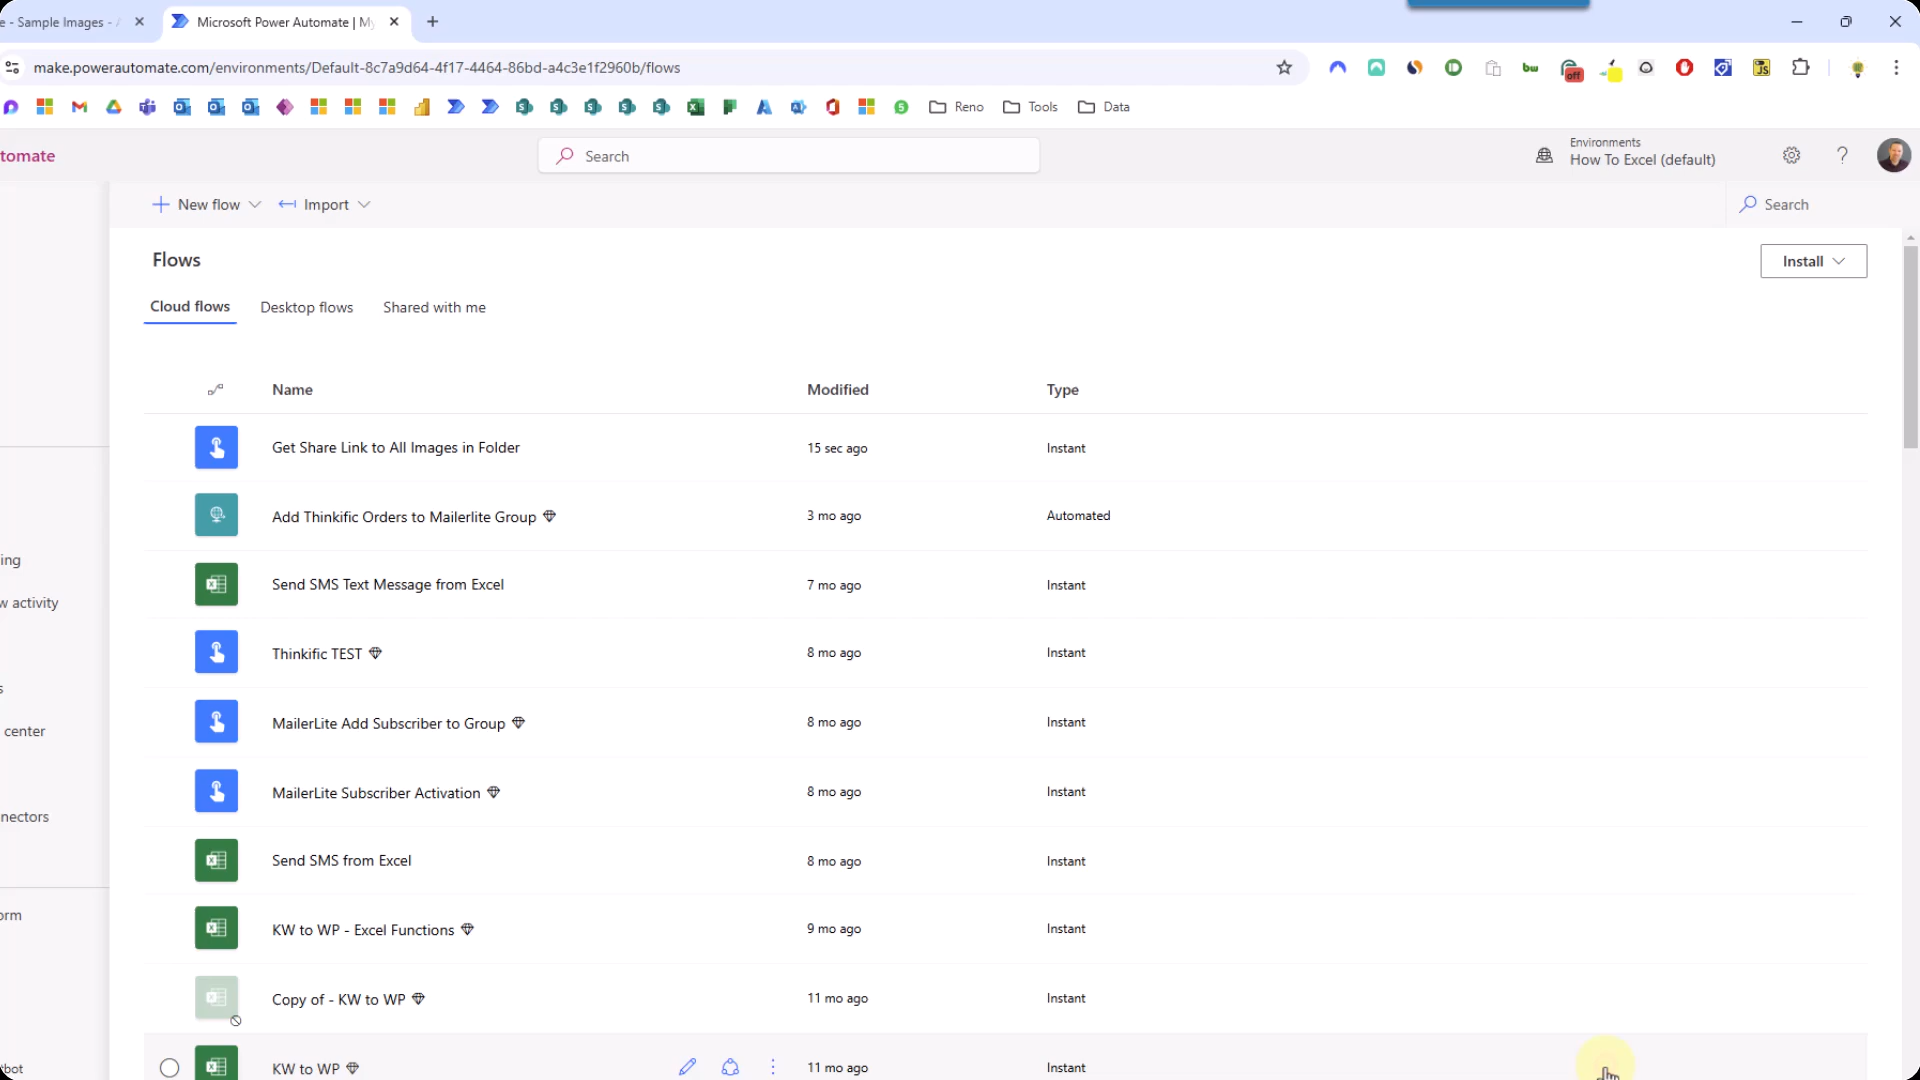 e - Sample Images - A
Microsoft Power Automate | My
make.powerautomate.com/environments/Default-8c7a9d64-4f17-4464-86bd-a4c3e1f2960b/flows
off
bw
JS
Reno
Tools
Data
tomate
Search
Environments
How To Excel (default)
New flow
Import
Search
Flows
Install
Cloud flows
Desktop flows
Shared with me
Name
Modified
Type
Get Share Link to All Images in Folder
15 sec ago
Instant
Add Thinkific Orders to Mailerlite Group
3 mo ago
Automated
Send SMS Text Message from Excel
7 mo ago
Instant
ing
w activity
Thinkific TEST
8 mo ago
Instant
s
MailerLite Add Subscriber to Group
8 mo ago
Instant
center
MailerLite Subscriber Activation
8 mo ago
Instant
nectors
Send SMS from Excel
8 mo ago
Instant
orm
KW to WP - Excel Functions
9 mo ago
Instant
Copy of - KW to WP
11 mo ago
Instant
bot
KW to WP
11 mo ago
Instant